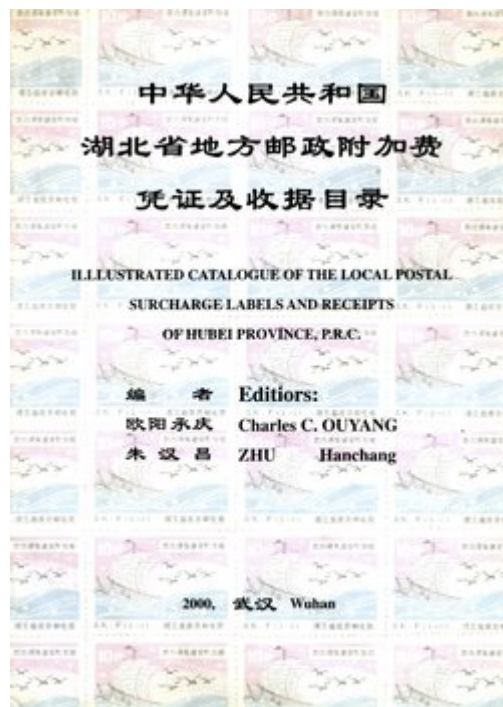 中华人民共和国
湖北省地方邮政附加费
凭证及收据目录
ILLLUSTRATED CATALOGUE OF THE LOCAL POSTAL
SURCHARGE LABELS AND RECEIPTS
OF HUBEI PROVINCE, P.R.C.
编 者 Editiors:
欧阳承庆 Charles C. OUYANG
朱汉昌 ZHU Hanchang
2000, 武汉 Wuhan